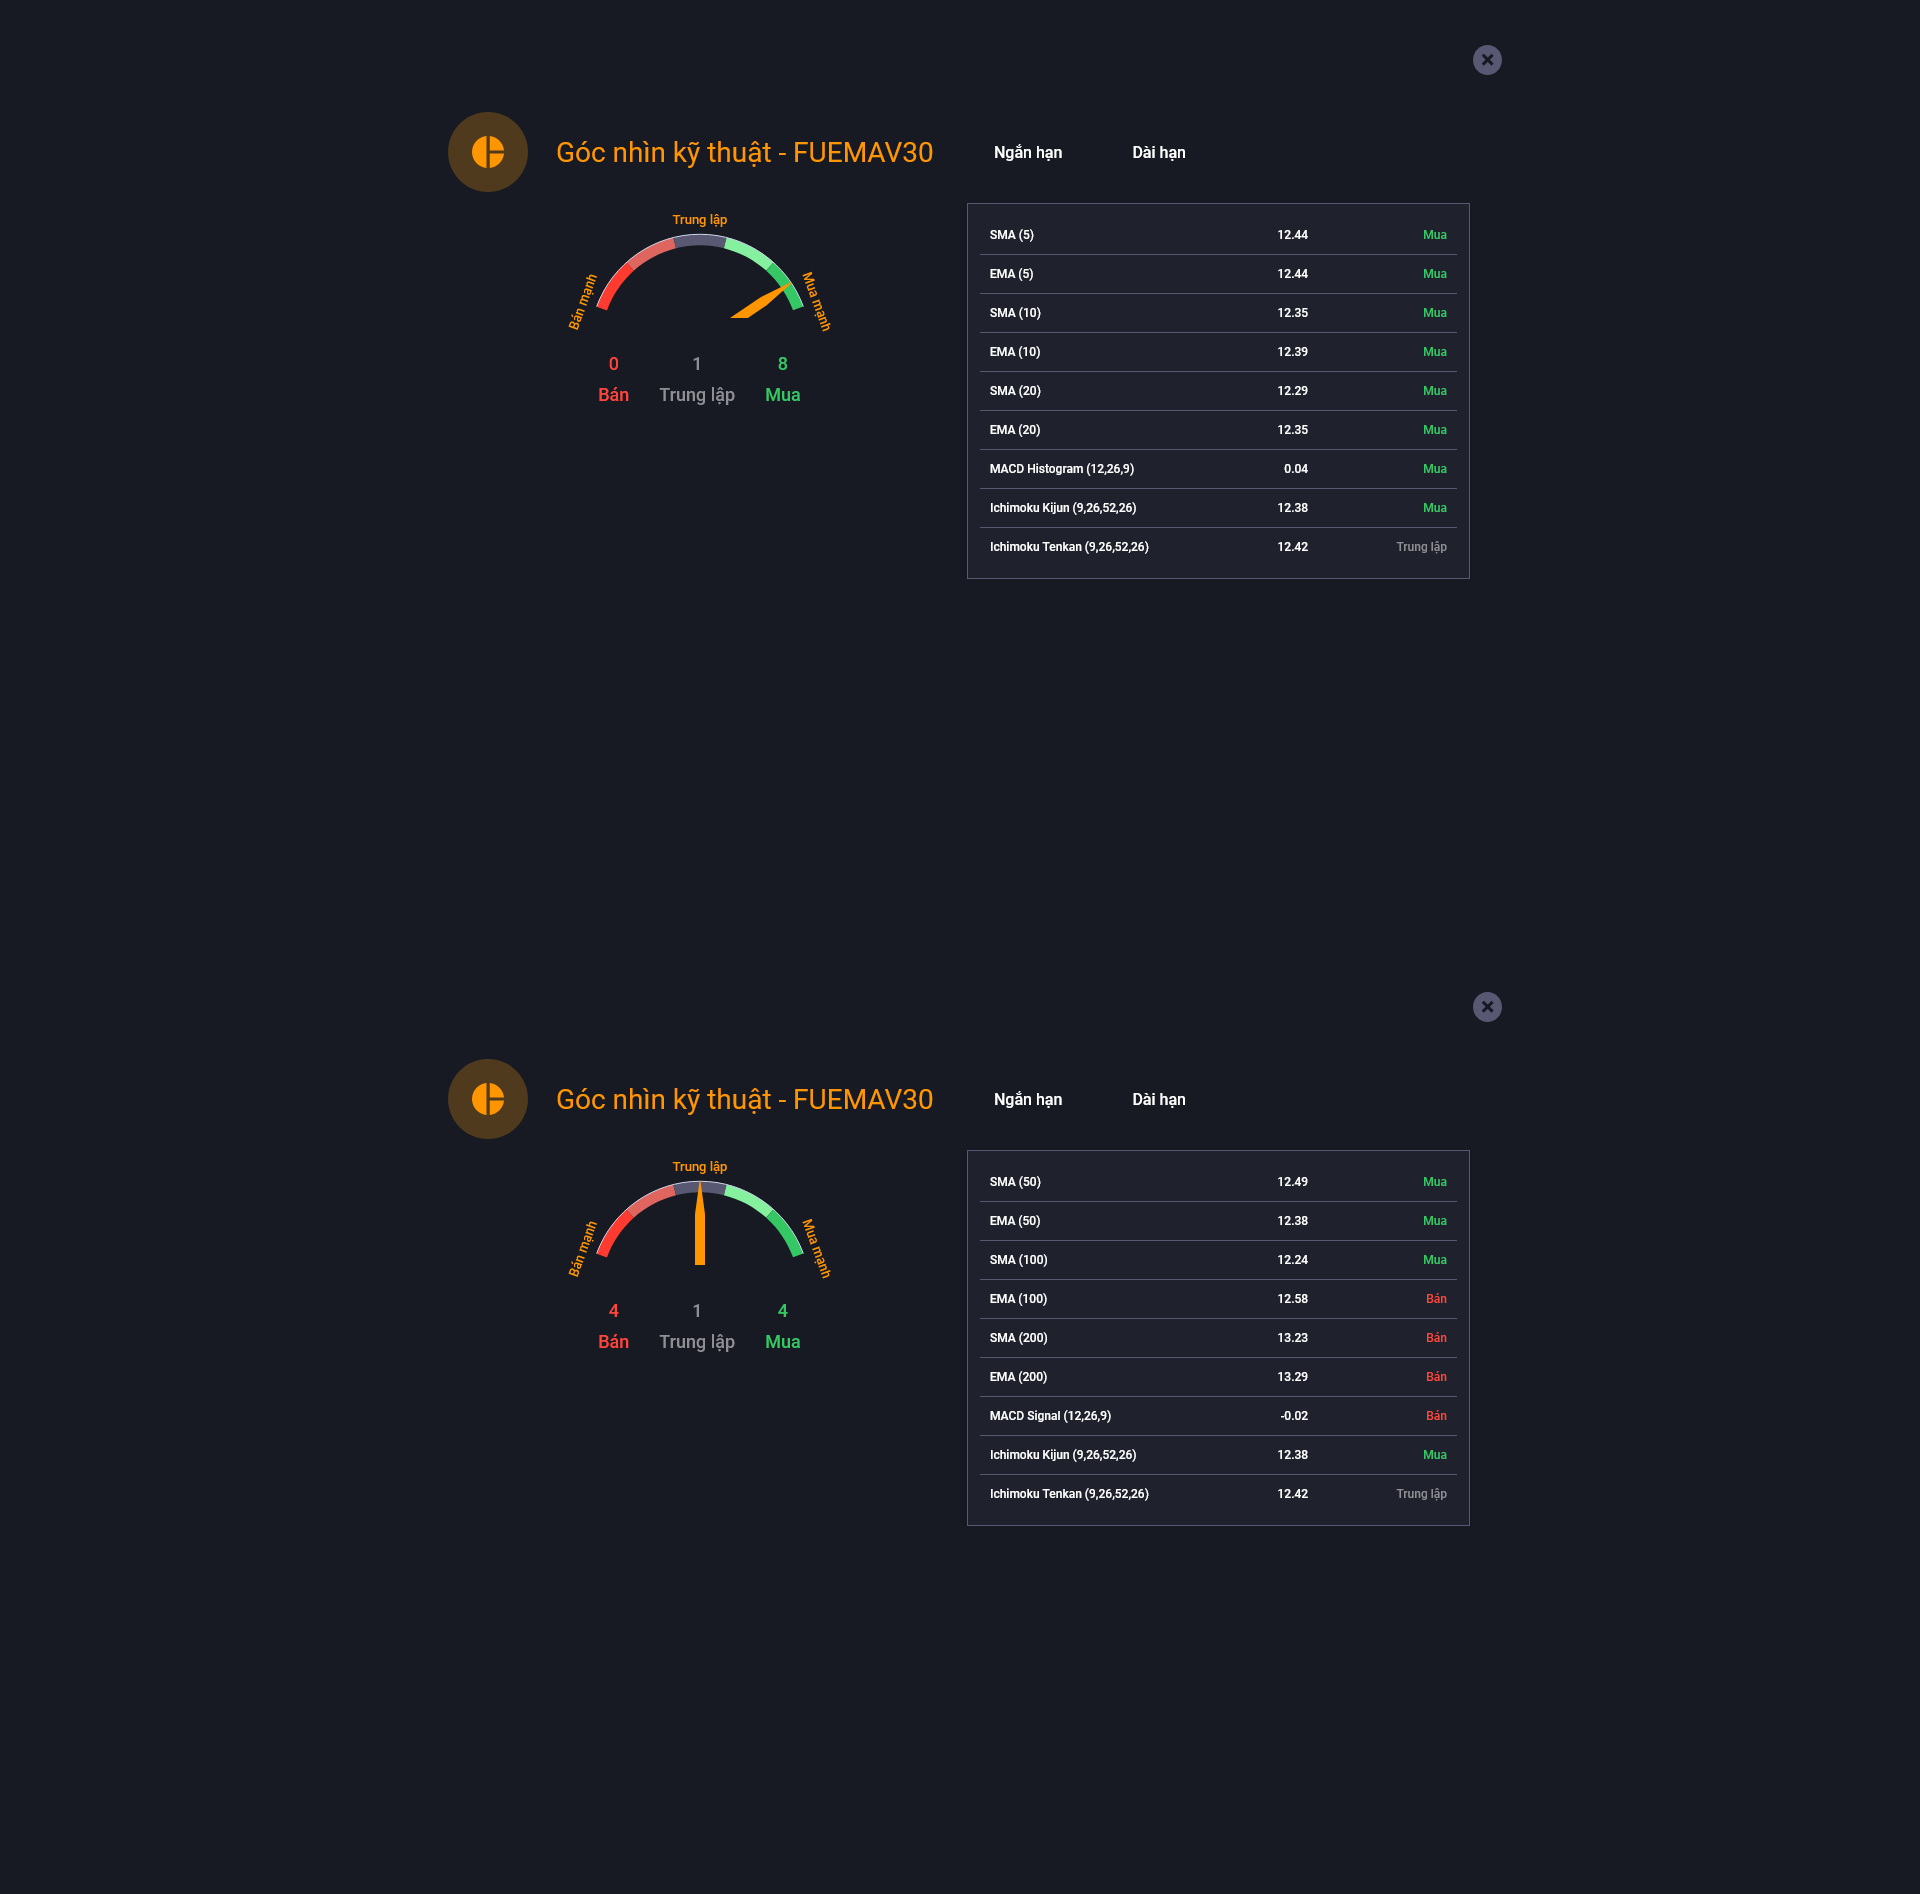 Góc nhìn kỹ thuật - FUEMAV30
Ngắn hạn Dài hạn
Trung lập
Bán mạnh
Mua mạnh
0 1 8
Bán Trung lập Mua
SMA (5) 12.44 Mua
EMA (5) 12.44 Mua
SMA (10) 12.35 Mua
EMA (10) 12.39 Mua
SMA (20) 12.29 Mua
EMA (20) 12.35 Mua
MACD Histogram (12,26,9) 0.04 Mua
Ichimoku Kijun (9,26,52,26) 12.38 Mua
Ichimoku Tenkan (9,26,52,26) 12.42 Trung lập
Góc nhìn kỹ thuật - FUEMAV30
Ngắn hạn Dài hạn
Trung lập
Bán mạnh
Mua mạnh
4 1 4
Bán Trung lập Mua
SMA (50) 12.49 Mua
EMA (50) 12.38 Mua
SMA (100) 12.24 Mua
EMA (100) 12.58 Bán
SMA (200) 13.23 Bán
EMA (200) 13.29 Bán
MACD Signal (12,26,9) -0.02 Bán
Ichimoku Kijun (9,26,52,26) 12.38 Mua
Ichimoku Tenkan (9,26,52,26) 12.42 Trung lập